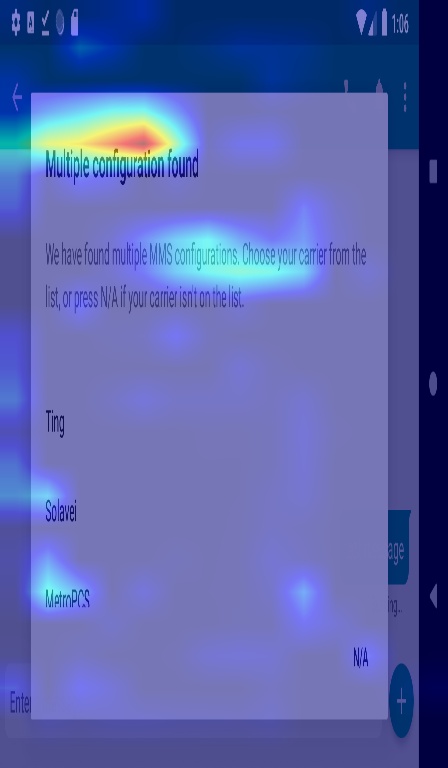 1:06
Multiple configuration found
We have found multiple MMS configurations. Choose your carrier from the
list, or press N/A if your carrier isn't on the list.
Ting
Solavei
MetroPCS
age
ing...
N/A
Enter